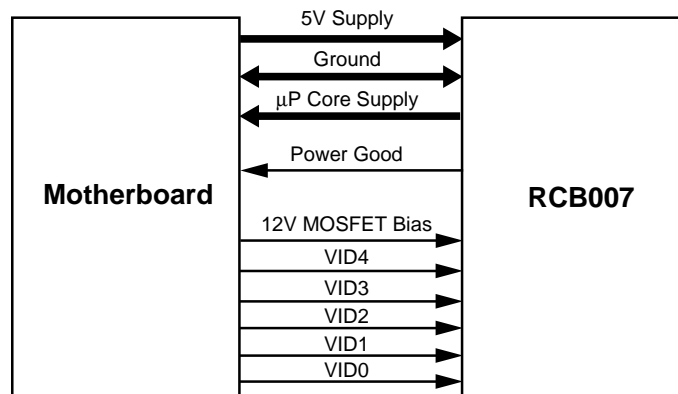 5V Supply
Ground
µP Core Supply
Power Good
Motherboard
RCB007
12V MOSFET Bias
VID4
VID3
VID2
VID1
VID0